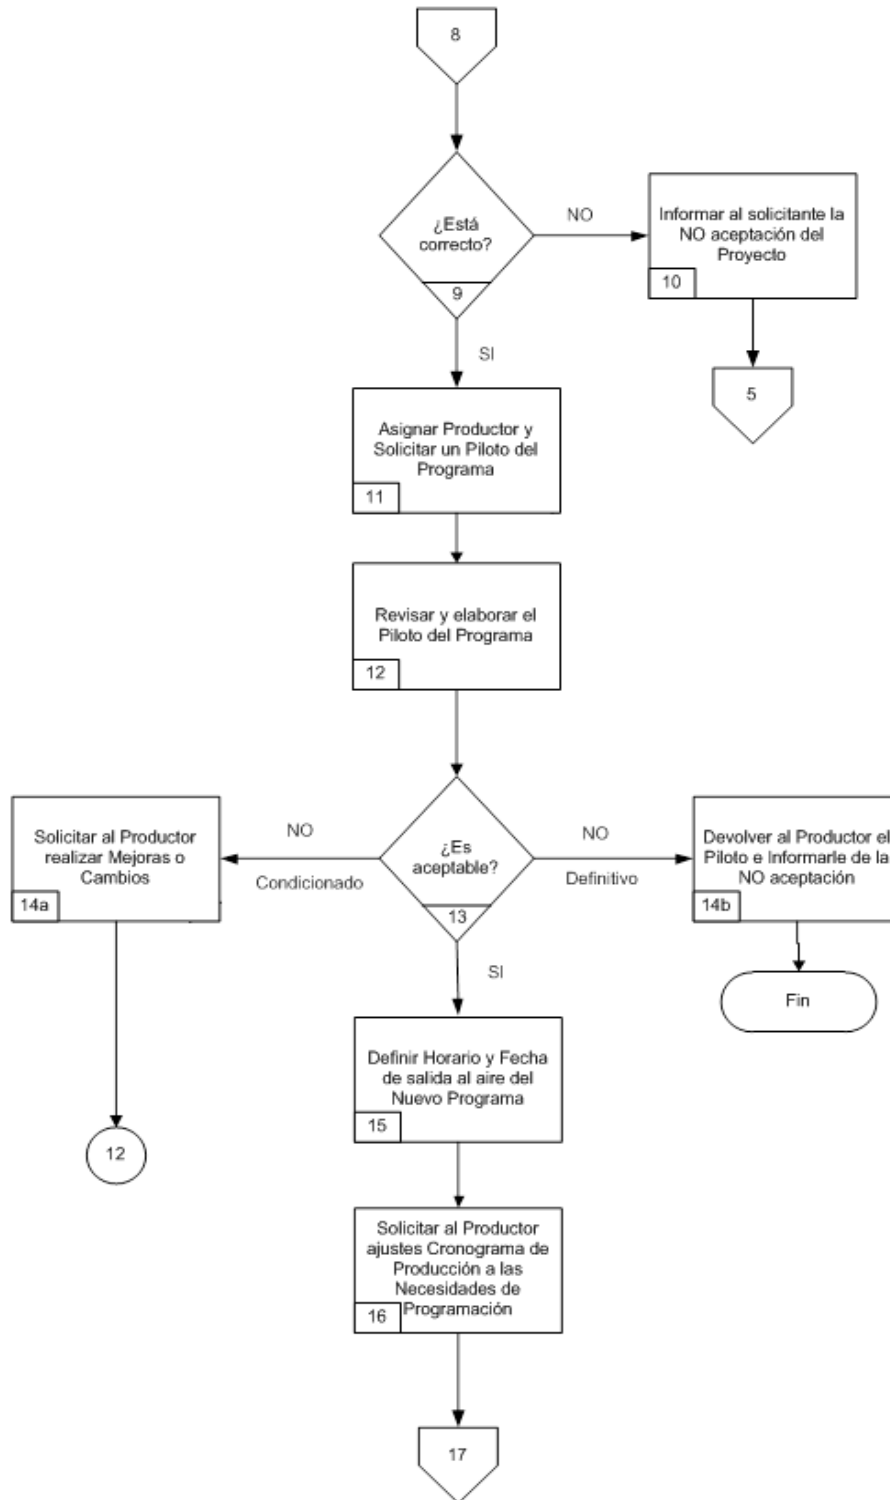 8
¿Está
correcto?
9
NO
Informar al solicitante la
NO aceptación del
Proyecto
10
5
SI
Asignar Productor y
Solicitar un Piloto del
Programa
11
Revisar y elaborar el
Piloto del Programa
12
Solicitar al Productor
realizar Mejoras o
Cambios
14a
NO
Condicionado
¿Es
aceptable?
13
NO
Definitivo
Devolver al Productor el
Piloto e Informarle de la
NO aceptación
14b
Fin
12
SI
Definir Horario y Fecha
de salida al aire del
Nuevo Programa
15
Solicitar al Productor
ajustes Cronograma de
Producción a las
Necesidades de
Programación
16
17